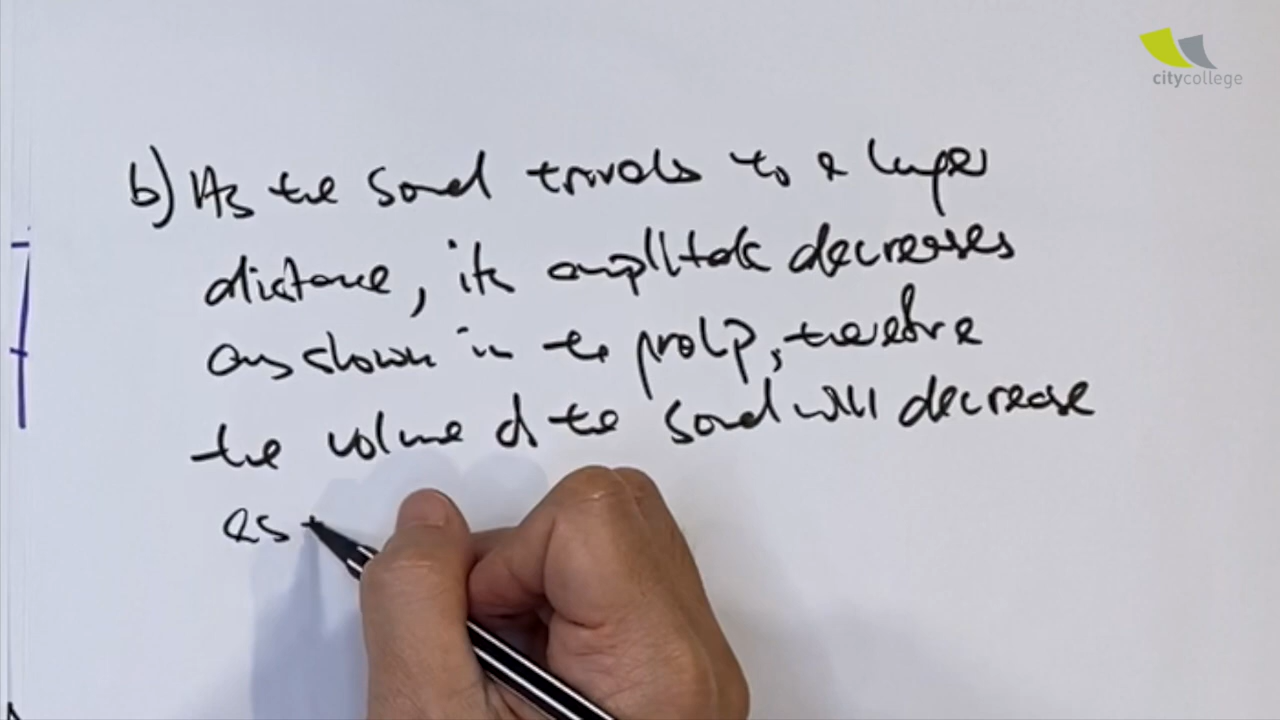 citycollege
b) As the sound travels to a larger
distance, its amplitude decreases
as shown in the graph, therefore
the volume of the sound will decrease
as